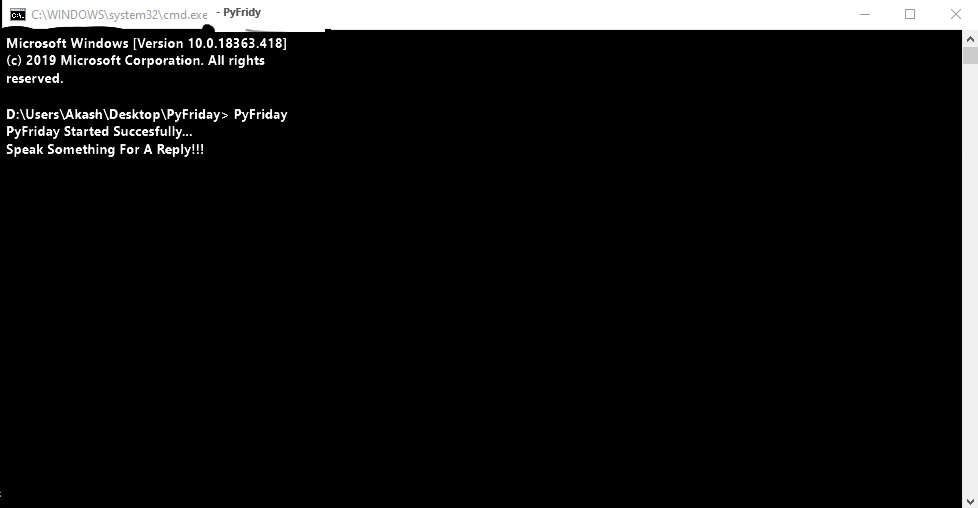 C:\WINDOWS\system32\cmd.exe - PyFridy
Microsoft Windows [Version 10.0.18363.418]
(c) 2019 Microsoft Corporation. All rights
reserved.
D:\Users\Akash\Desktop\PyFriday> PyFriday
PyFriday Started Succesfully...
Speak Something For A Reply!!!